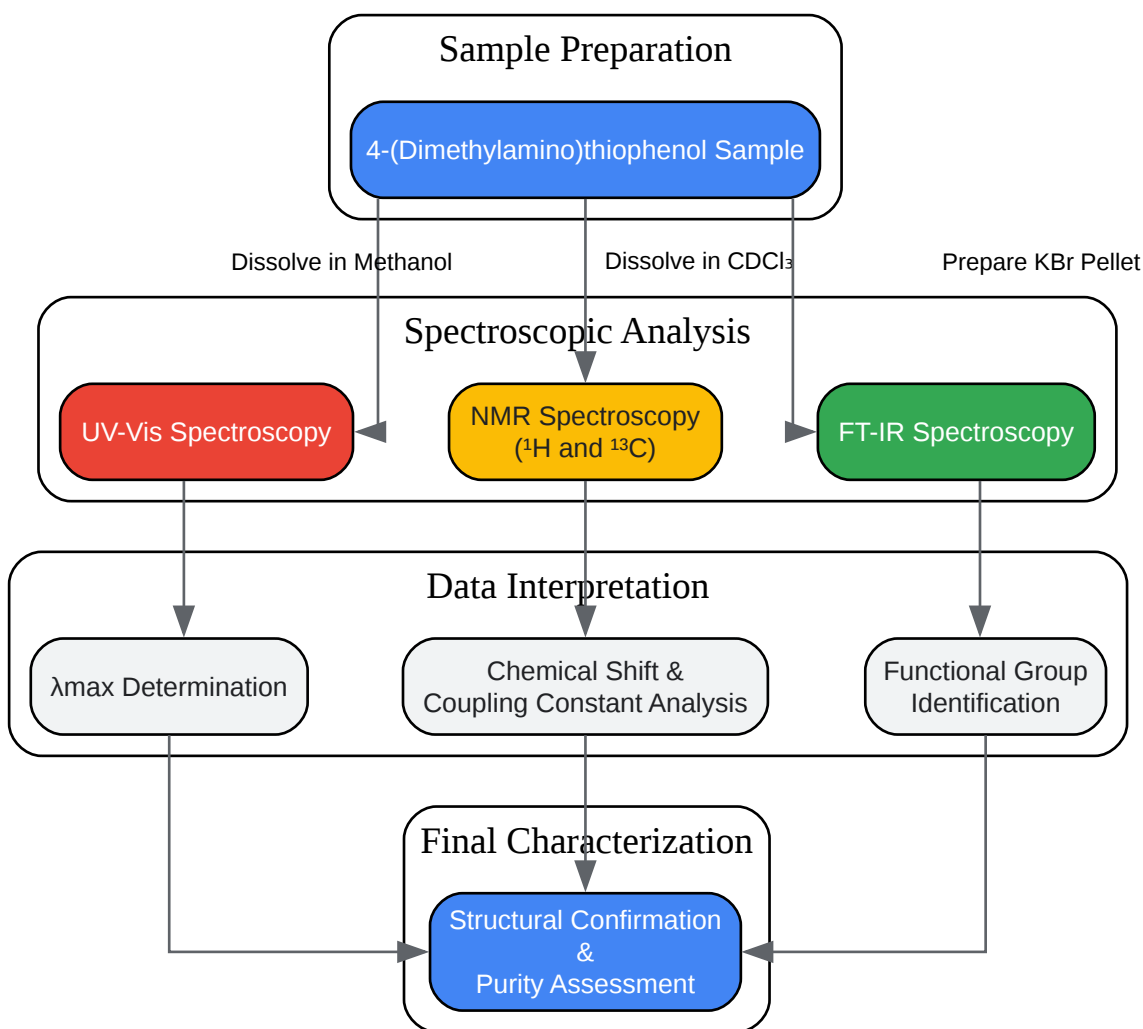 Sample Preparation
4-(Dimethylamino)thiophenol Sample
Dissolve in Methanol
Dissolve in CDCl₃
Prepare KBr Pellet
Spectroscopic Analysis
UV-Vis Spectroscopy
NMR Spectroscopy
(¹H and ¹³C)
FT-IR Spectroscopy
Data Interpretation
λmax Determination
Chemical Shift &
Coupling Constant Analysis
Functional Group
Identification
Final Characterization
Structural Confirmation
&
Purity Assessment